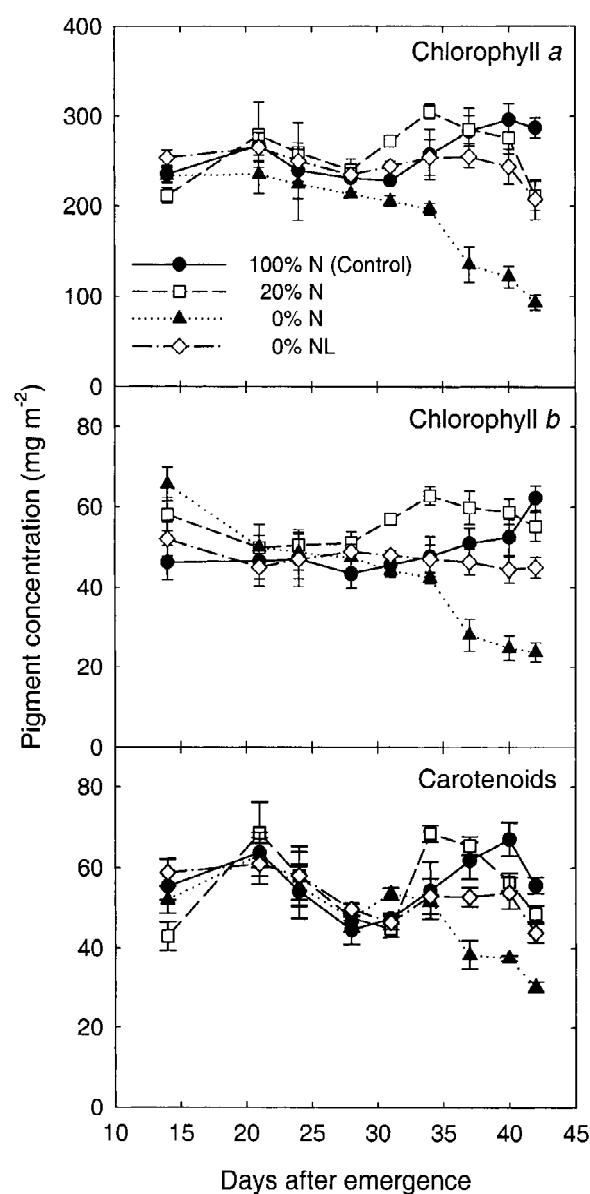 400
Chlorophyll a
300
200
100% N (Control)
20% N
0% N
0% NL
100
0
Chlorophyll b
80
60
40
20
0
Carotenoids
80
60
40
20
0
10 15 20 25 30 35 40 45
Pigment concentration (mg m-2)
Days after emergence